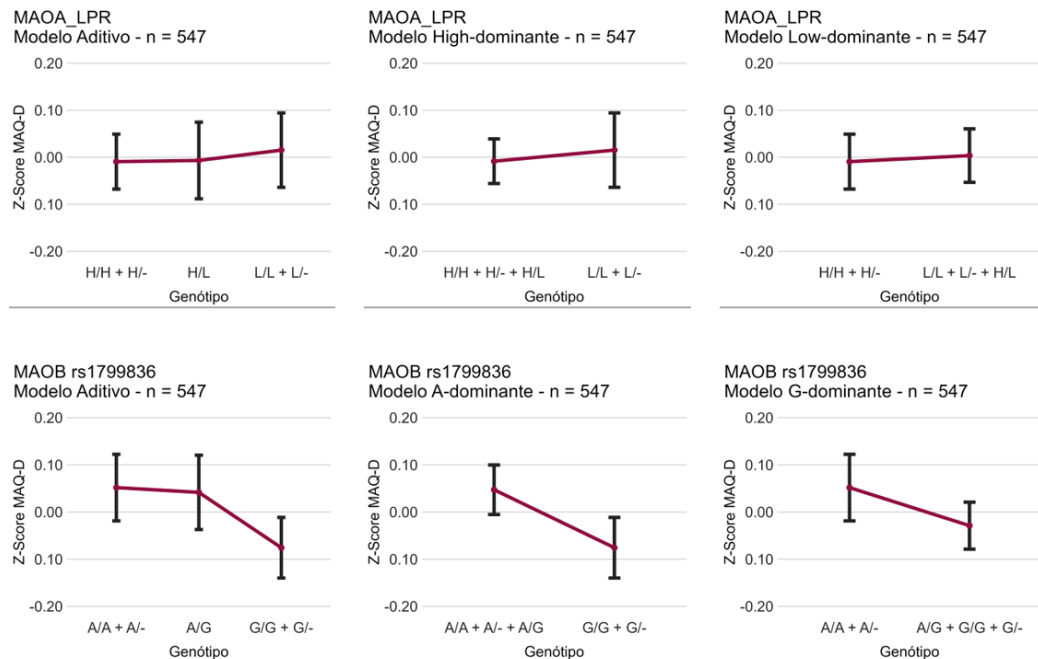 MAOA_LPR
Modelo Aditivo - n = 547
0.20
0.10
0.00
0.10
-0.20
Z-Score MAQ-D
H/H + H/- H/L L/L + L/-
Genótipo
MAOA_LPR
Modelo High-dominante - n = 547
0.20
0.10
0.00
0.10
-0.20
Z-Score MAQ-D
H/H + H/- + H/L L/L + L/-
Genótipo
MAOA_LPR
Modelo Low-dominante - n = 547
0.20
0.10
0.00
0.10
-0.20
Z-Score MAQ-D
H/H + H/- L/L + L/- + H/L
Genótipo
MAOB rs1799836
Modelo Aditivo - n = 547
0.20
0.10
0.00
0.10
-0.20
Z-Score MAQ-D
A/A + A/- A/G G/G + G/-
Genótipo
MAOB rs1799836
Modelo A-dominante - n = 547
0.20
0.10
0.00
0.10
-0.20
Z-Score MAQ-D
A/A + A/- + A/G G/G + G/-
Genótipo
MAOB rs1799836
Modelo G-dominante - n = 547
0.20
0.10
0.00
0.10
-0.20
Z-Score MAQ-D
A/A + A/- A/G + G/G + G/-
Genótipo